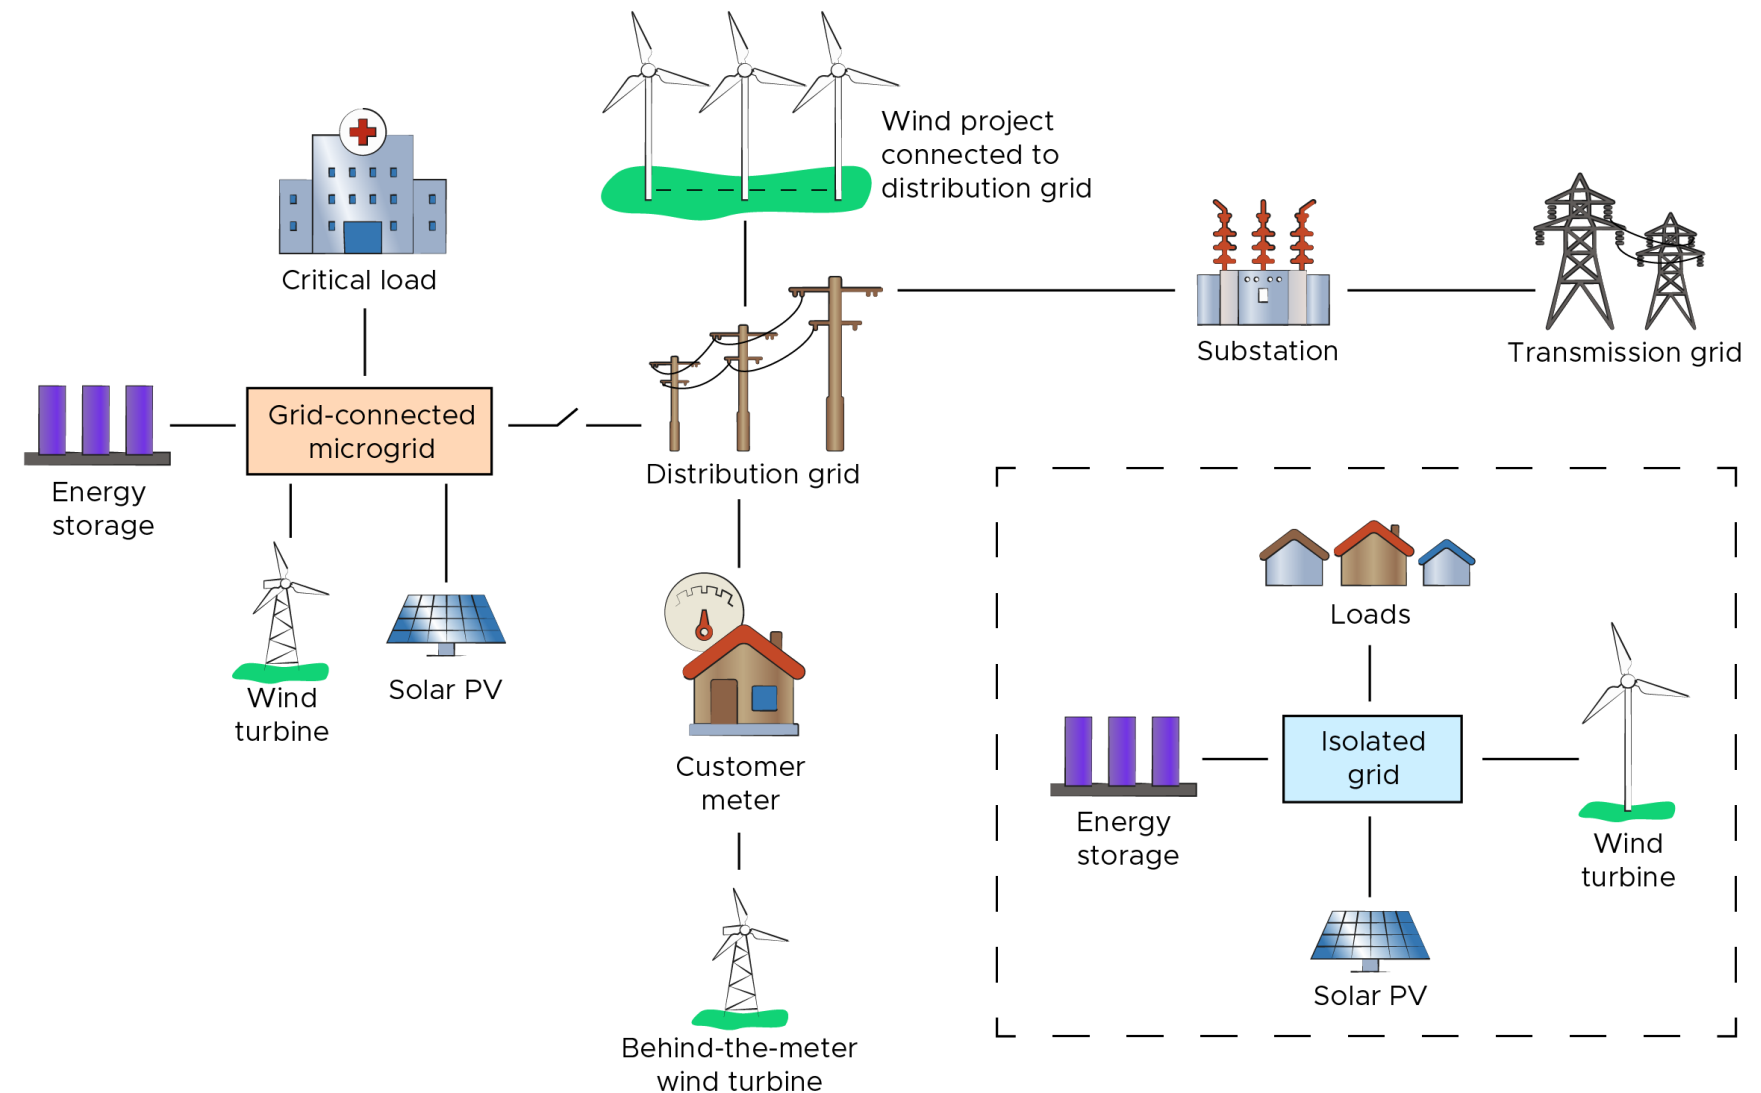 Wind project
connected to
distribution grid
Critical load
Substation
Transmission grid
Grid-connected
microgrid
Distribution grid
Energy
storage
Wind
turbine
Solar PV
Customer
meter
Behind-the-meter
wind turbine
Loads
Isolated
grid
Energy
storage
Wind
turbine
Solar PV